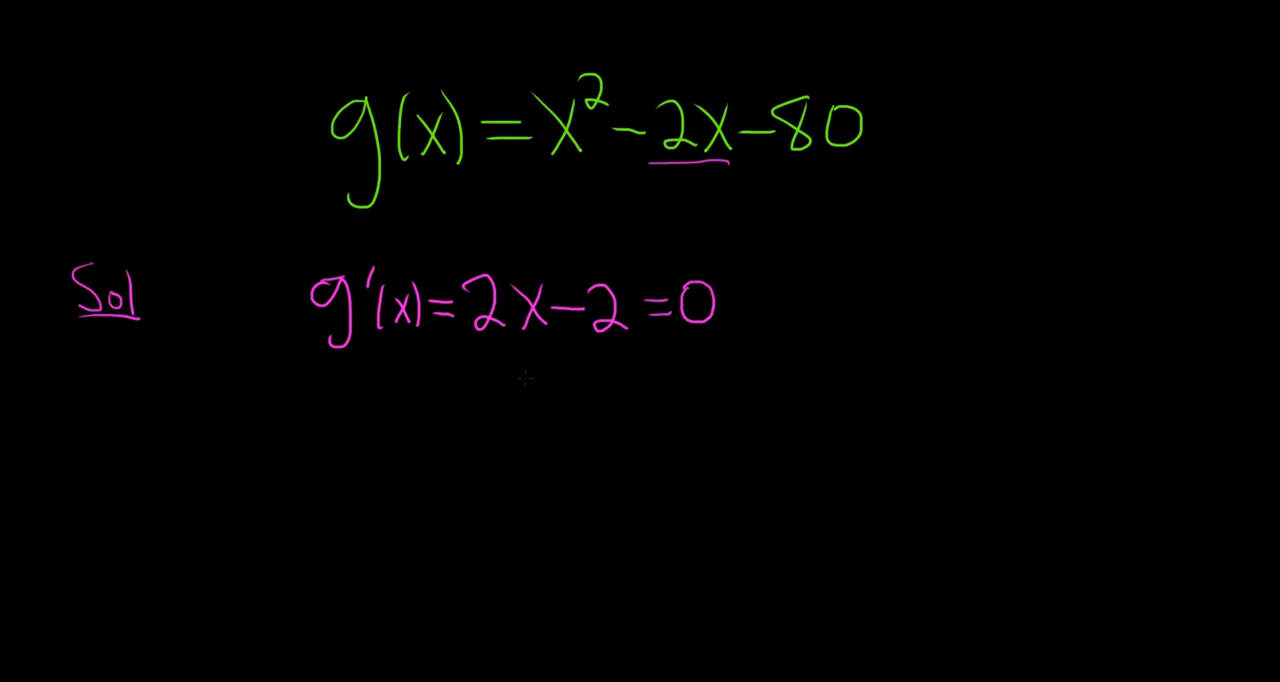 g(x) = x² - 2x - 80
Sol g'(x) = 2x - 2 = 0